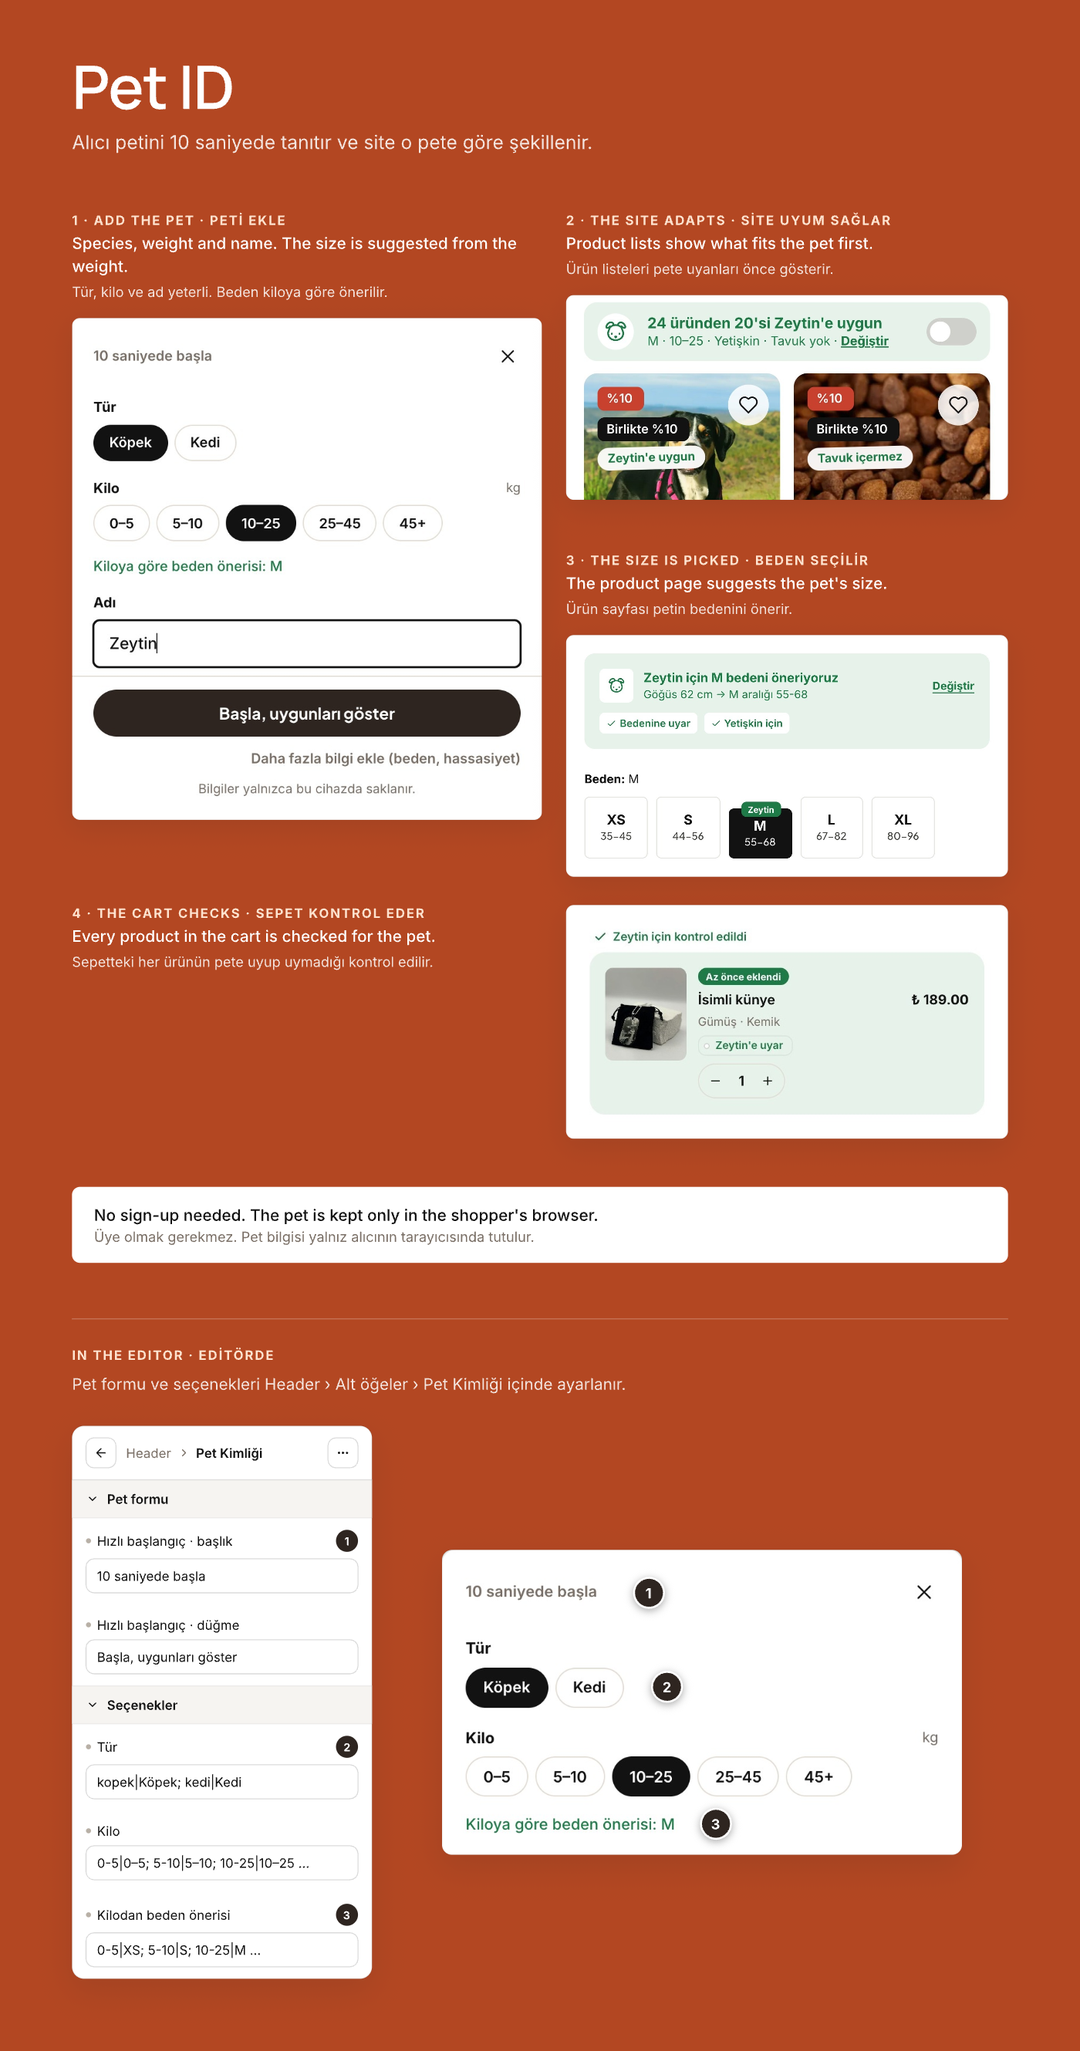 Pet ID
Alıcı petini 10 saniyede tanıtır ve site o pete göre şekillenir.
1 · ADD THE PET · PETİ EKLE
Species, weight and name. The size is suggested from the
weight.
Tür, kilo ve ad yeterli. Beden kiloya göre önerilir.
10 saniyede başla
Tür
Köpek Kedi
Kilo kg
0–5 5–10 10–25 25–45 45+
Kiloya göre beden önerisi: M
Adı
Zeytin
Başla, uygunları göster
Daha fazla bilgi ekle (beden, hassasiyet)
Bilgiler yalnızca bu cihazda saklanır.
2 · THE SITE ADAPTS · SİTE UYUM SAĞLAR
Product lists show what fits the pet first.
Ürün listeleri pete uyanları önce gösterir.
24 üründen 20'si Zeytin'e uygun
M · 10–25 · Yetişkin · Tavuk yok · Değiştir
%10
Birlikte %10
Zeytin'e uygun
%10
Birlikte %10
Tavuk içermez
3 · THE SIZE IS PICKED · BEDEN SEÇİLİR
The product page suggests the pet's size.
Ürün sayfası petin bedenini önerir.
Zeytin için M bedeni öneriyoruz
Göğüs 62 cm → M aralığı 55-68
Değiştir
✓ Bedenine uyar ✓ Yetişkin için
Beden: M
Zeytin
XS S M L XL
35–45 44–56 55–68 67–82 80–96
4 · THE CART CHECKS · SEPET KONTROL EDER
Every product in the cart is checked for the pet.
Sepetteki her ürünün pete uyup uymadığı kontrol edilir.
✓ Zeytin için kontrol edildi
Az önce eklendi
İsimli künye ₺ 189.00
Gümüş · Kemik
Zeytin'e uyar
− 1 +
No sign-up needed. The pet is kept only in the shopper's browser.
Üye olmak gerekmez. Pet bilgisi yalnız alıcının tarayıcısında tutulur.
IN THE EDITOR · EDİTÖRDE
Pet formu ve seçenekleri Header › Alt öğeler › Pet Kimliği içinde ayarlanır.
Header > Pet Kimliği
Pet formu
Hızlı başlangıç · başlık 1
10 saniyede başla
Hızlı başlangıç · düğme
Başla, uygunları göster
Seçenekler
Tür 2
kopek|Köpek; kedi|Kedi
Kilo
0-5|0–5; 5-10|5–10; 10-25|10–25 ...
Kilodan beden önerisi 3
0-5|XS; 5-10|S; 10-25|M ...
10 saniyede başla 1
Tür
Köpek Kedi 2
Kilo kg
0–5 5–10 10–25 25–45 45+
Kiloya göre beden önerisi: M 3